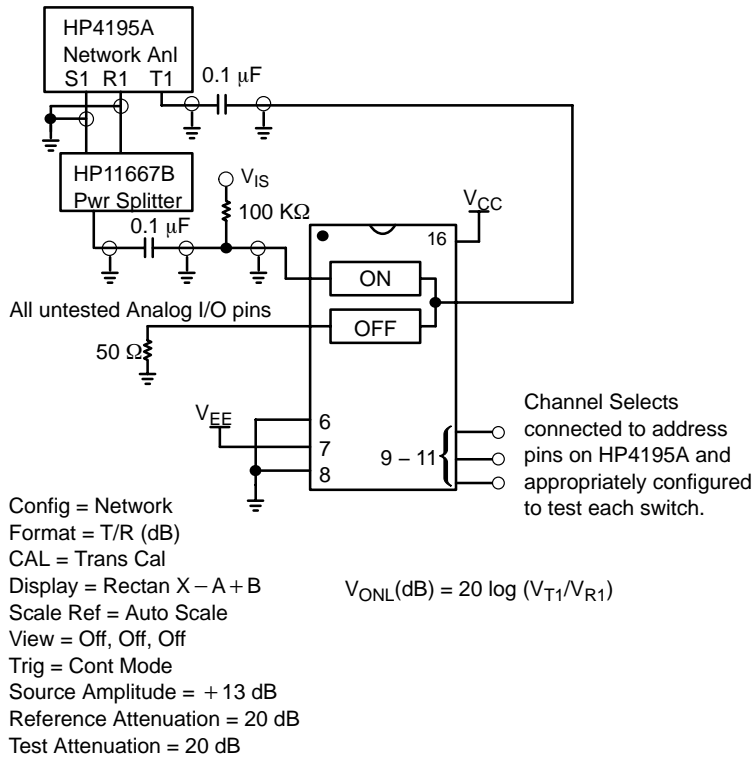 HP4195A
Network Anl
S1 R1 T1
0.1 μF
HP11667B
Pwr Splitter
V_IS
100 KΩ
0.1 μF
V_CC
16
ON
OFF
All untested Analog I/O pins
50 Ω
V_EE
6
7
8
9 – 11
Channel Selects
connected to address
pins on HP4195A and
appropriately configured
to test each switch.
Config = Network
Format = T/R (dB)
CAL = Trans Cal
Display = Rectan X – A + B
Scale Ref = Auto Scale
View = Off, Off, Off
Trig = Cont Mode
Source Amplitude = + 13 dB
Reference Attenuation = 20 dB
Test Attenuation = 20 dB
V_ONL(dB) = 20 log (V_T1/V_R1)